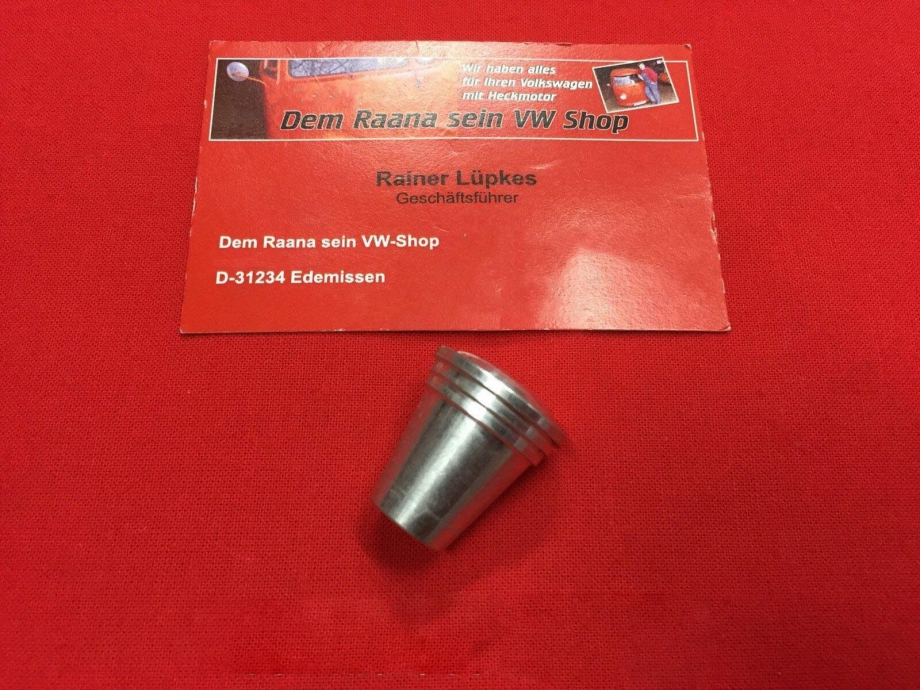 Wir haben alles
für Ihren Volkswagen
mit Heckmotor
Dem Raana sein VW Shop
Rainer Lüpkes
Geschäftsführer
Dem Raana sein VW-Shop
D-31234 Edemissen